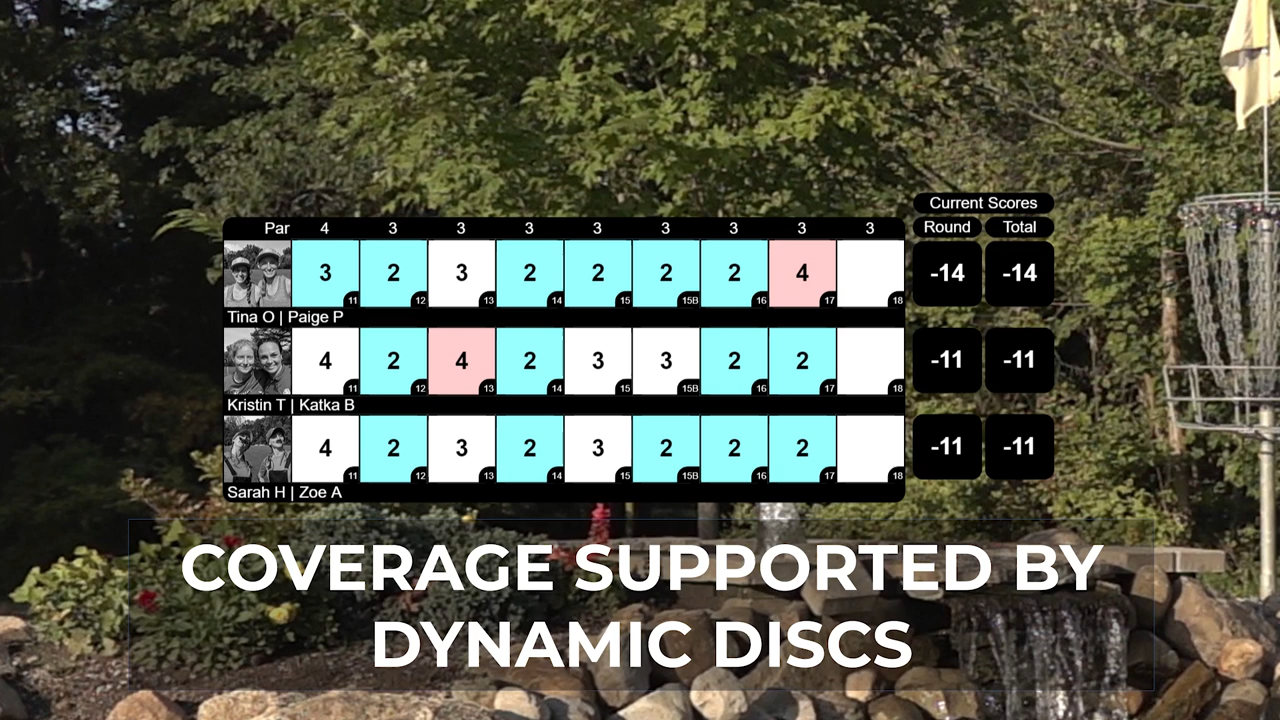 Current Scores
Par 4 3 3 3 3 3 3 3 3 Round Total
3 2 3 2 2 2 2 4 -14 -14
11 12 13 14 15 15B 16 17 18
Tina O | Paige P
4 2 4 2 3 3 2 2 -11 -11
11 12 13 14 15 15B 16 17 18
Kristin T | Katka B
4 2 3 2 3 2 2 2 -11 -11
11 12 13 14 15 15B 16 17 18
Sarah H | Zoe A
COVERAGE SUPPORTED BY
DYNAMIC DISCS